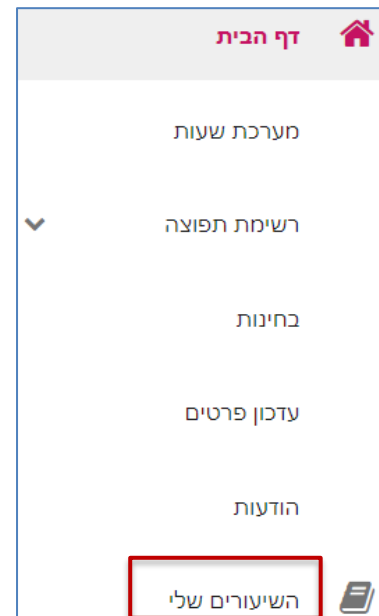 דף הבית
מערכת שעות
רשימת תפוצה
בחינות
עדכון פרטים
הודעות
השיעורים שלי